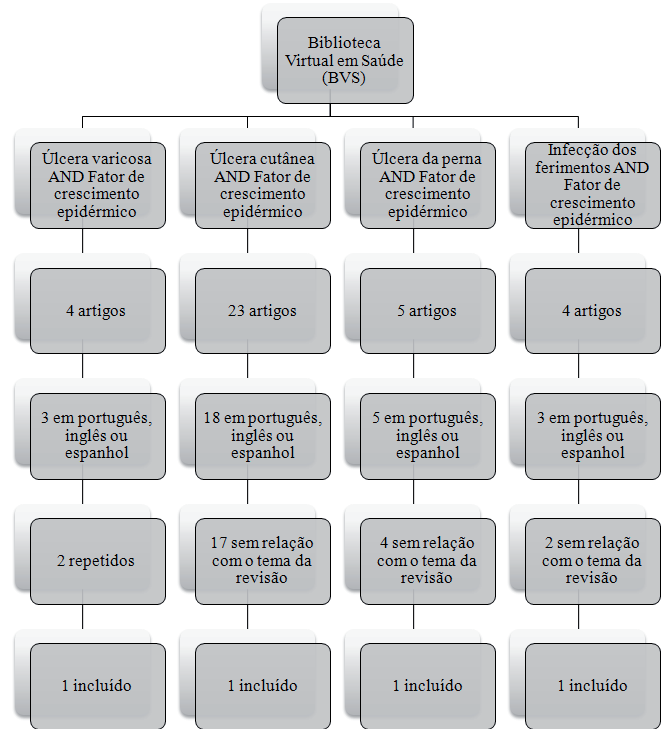 Biblioteca
Virtual em Saúde
(BVS)
Úlcera varicosa
AND Fator de
crescimento
epidérmico
Úlcera cutânea
AND Fator de
crescimento
epidérmico
Úlcera da perna
AND Fator de
crescimento
epidérmico
Infecção dos
ferimentos AND
Fator de
crescimento
epidérmico
4 artigos
23 artigos
5 artigos
4 artigos
3 em português,
inglês ou
espanhol
18 em português,
inglês ou
espanhol
5 em português,
inglês ou
espanhol
3 em português,
inglês ou
espanhol
2 repetidos
17 sem relação
com o tema da
revisão
4 sem relação
com o tema da
revisão
2 sem relação
com o tema da
revisão
1 incluído
1 incluído
1 incluído
1 incluído